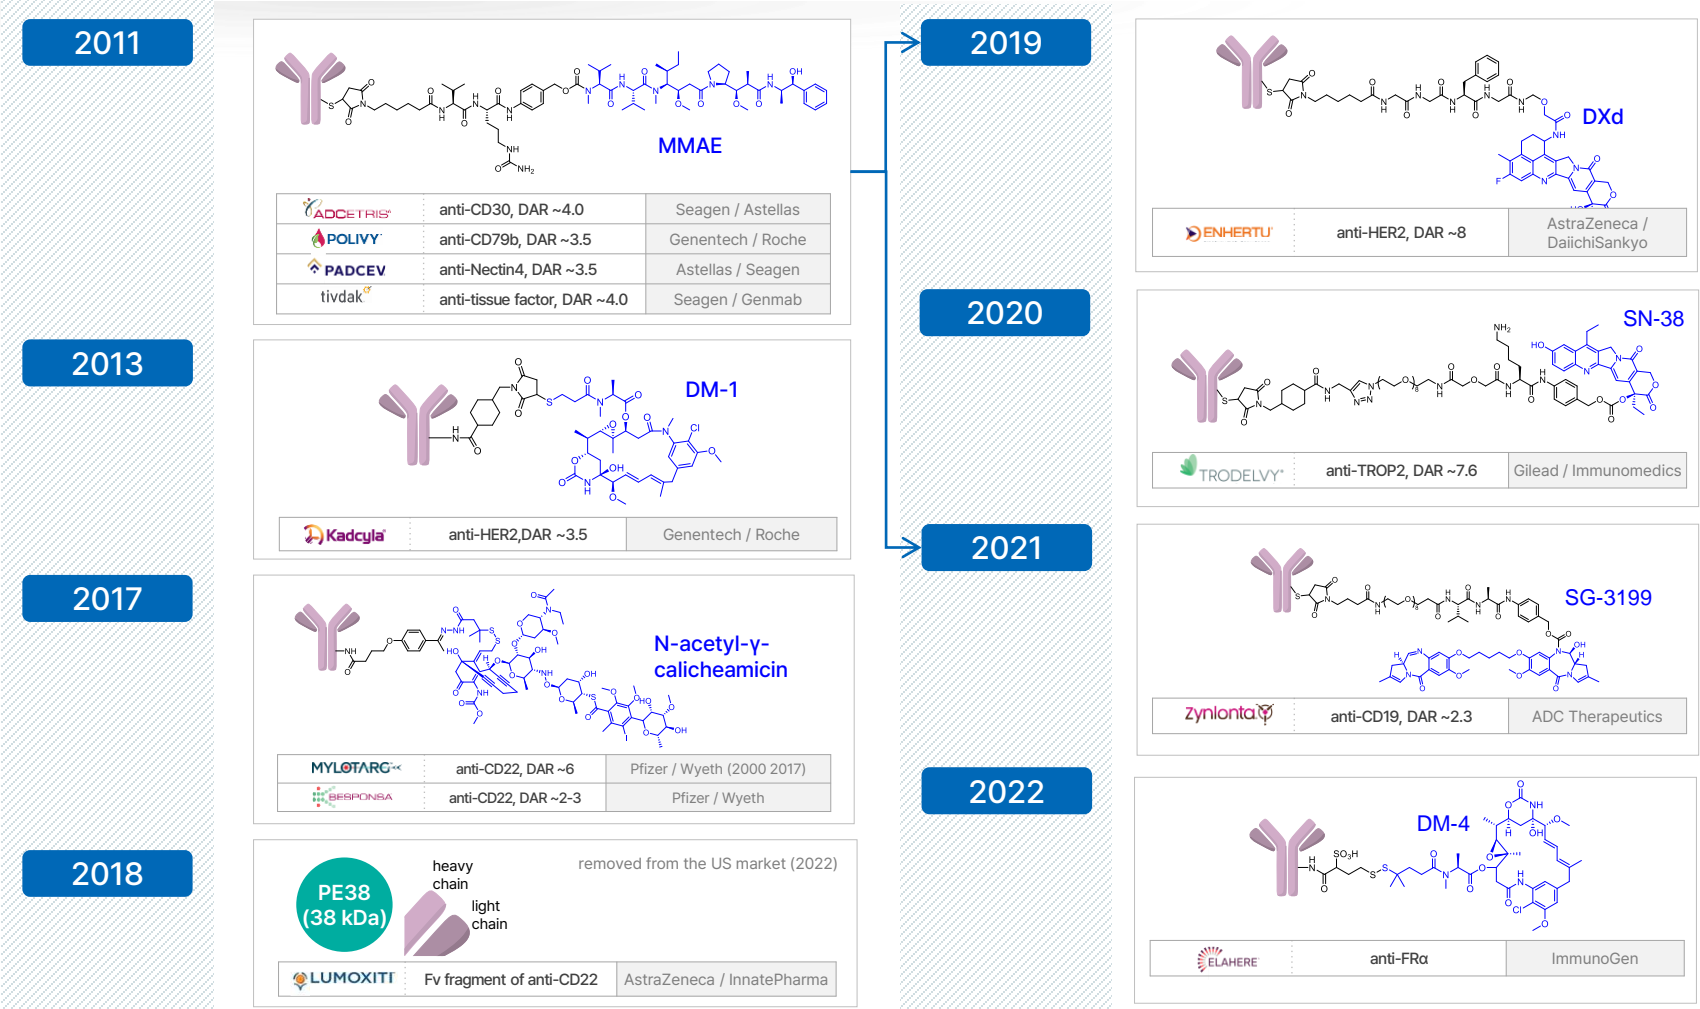 2011
MMAE
ADCETRIS anti-CD30, DAR ~4.0 Seagen / Astellas
POLIVY anti-CD79b, DAR ~3.5 Genentech / Roche
PADCEV anti-Nectin4, DAR ~3.5 Astellas / Seagen
tivdak anti-tissue factor, DAR ~4.0 Seagen / Genmab
2013
DM-1
Kadcyla anti-HER2,DAR ~3.5 Genentech / Roche
2017
N-acetyl-γ-
calicheamicin
MYLOTARG anti-CD22, DAR ~6 Pfizer / Wyeth (2000 2017)
BESPONSA anti-CD22, DAR ~2-3 Pfizer / Wyeth
2018
removed from the US market (2022)
PE38
(38 kDa)
heavy
chain
light
chain
LUMOXITI Fv fragment of anti-CD22 AstraZeneca / InnatePharma
2019
DXd
ENHERTU anti-HER2, DAR ~8 AstraZeneca /
DaiichiSankyo
2020
SN-38
TRODELVY anti-TROP2, DAR ~7.6 Gilead / Immunomedics
2021
SG-3199
Zynlonta anti-CD19, DAR ~2.3 ADC Therapeutics
2022
DM-4
ELAHERE anti-FRα ImmunoGen